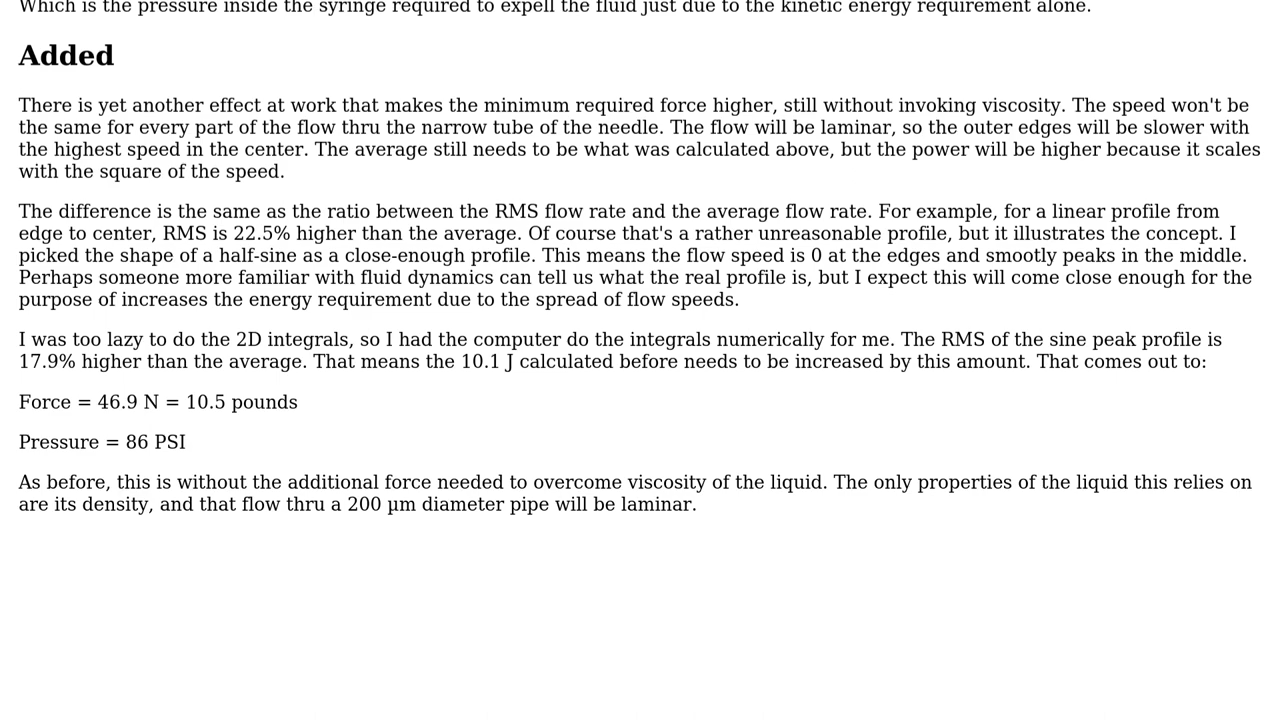 Which is the pressure inside the syringe required to expell the fluid just due to the kinetic energy requirement alone.
Added
There is yet another effect at work that makes the minimum required force higher, still without invoking viscosity. The speed won't be
the same for every part of the flow thru the narrow tube of the needle. The flow will be laminar, so the outer edges will be slower with
the highest speed in the center. The average still needs to be what was calculated above, but the power will be higher because it scales
with the square of the speed.
The difference is the same as the ratio between the RMS flow rate and the average flow rate. For example, for a linear profile from
edge to center, RMS is 22.5% higher than the average. Of course that's a rather unreasonable profile, but it illustrates the concept. I
picked the shape of a half-sine as a close-enough profile. This means the flow speed is 0 at the edges and smootly peaks in the middle.
Perhaps someone more familiar with fluid dynamics can tell us what the real profile is, but I expect this will come close enough for the
purpose of increases the energy requirement due to the spread of flow speeds.
I was too lazy to do the 2D integrals, so I had the computer do the integrals numerically for me. The RMS of the sine peak profile is
17.9% higher than the average. That means the 10.1 J calculated before needs to be increased by this amount. That comes out to:
Force = 46.9 N = 10.5 pounds
Pressure = 86 PSI
As before, this is without the additional force needed to overcome viscosity of the liquid. The only properties of the liquid this relies on
are its density, and that flow thru a 200 µm diameter pipe will be laminar.